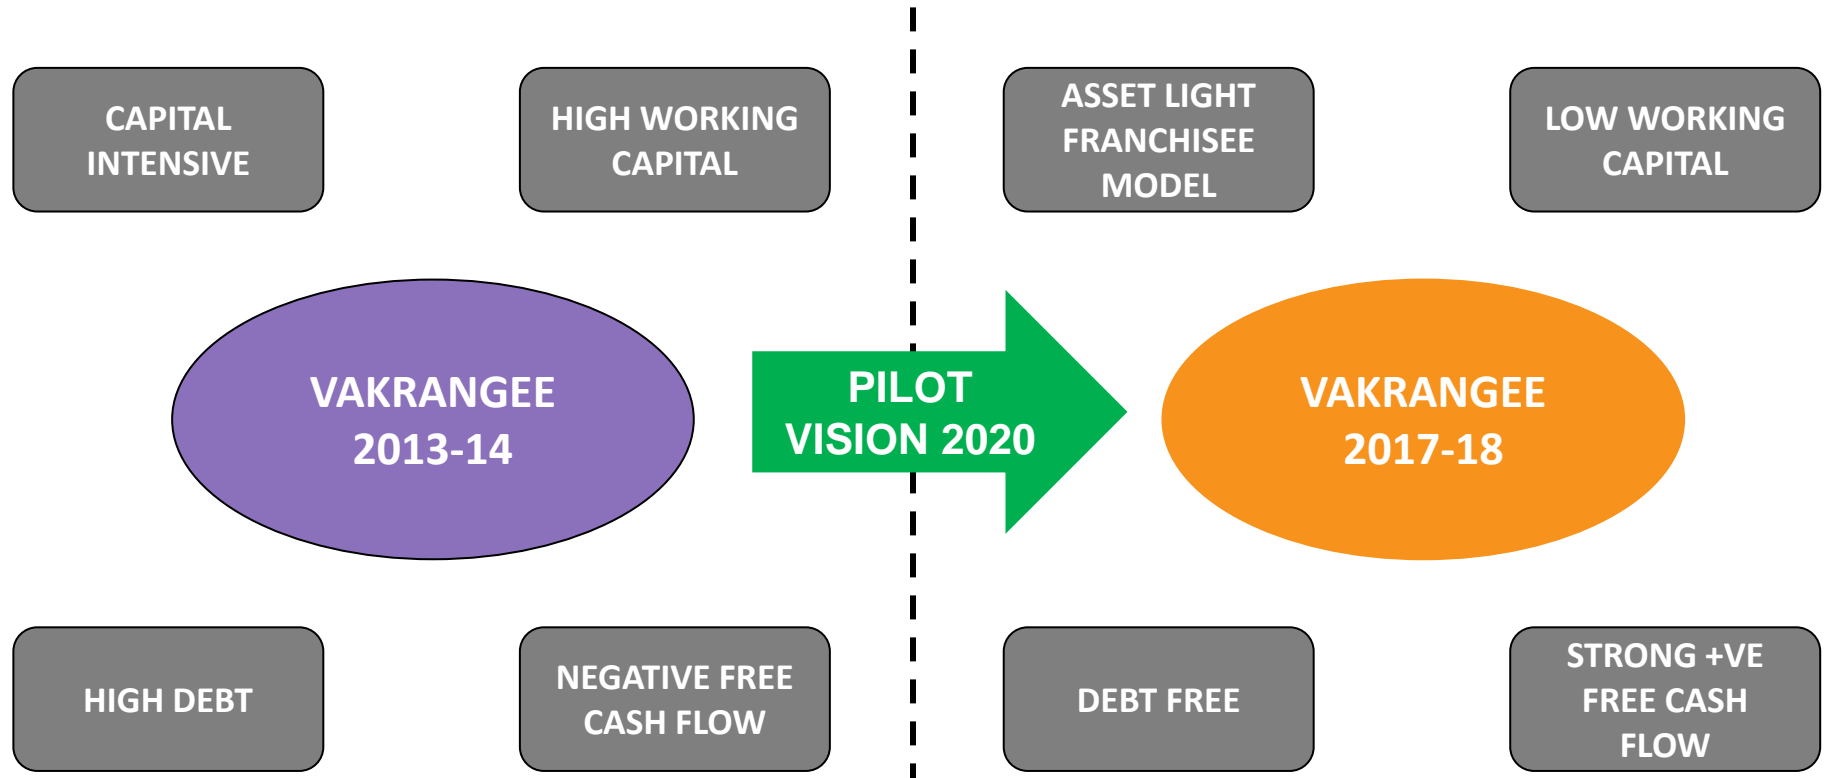 CAPITAL
INTENSIVE
HIGH WORKING
CAPITAL
ASSET LIGHT
FRANCHISEE
MODEL
LOW WORKING
CAPITAL
VAKRANGEE
2013-14
PILOT
VISION 2020
VAKRANGEE
2017-18
HIGH DEBT
NEGATIVE FREE
CASH FLOW
DEBT FREE
STRONG +VE
FREE CASH
FLOW